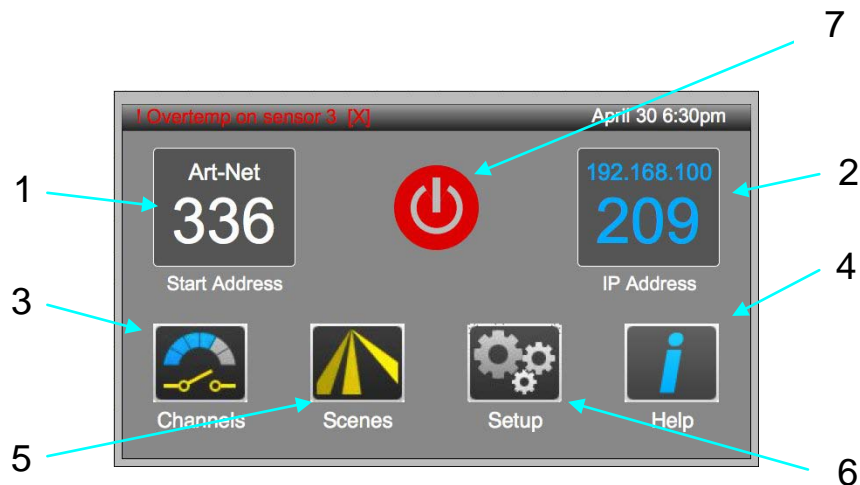 7
! Overtemp on sensor 3 [X]
April 30 6:30pm
1
Art-Net
336
Start Address
192.168.100
209
IP Address
2
3
4
Channels
Scenes
Setup
Help
5
6